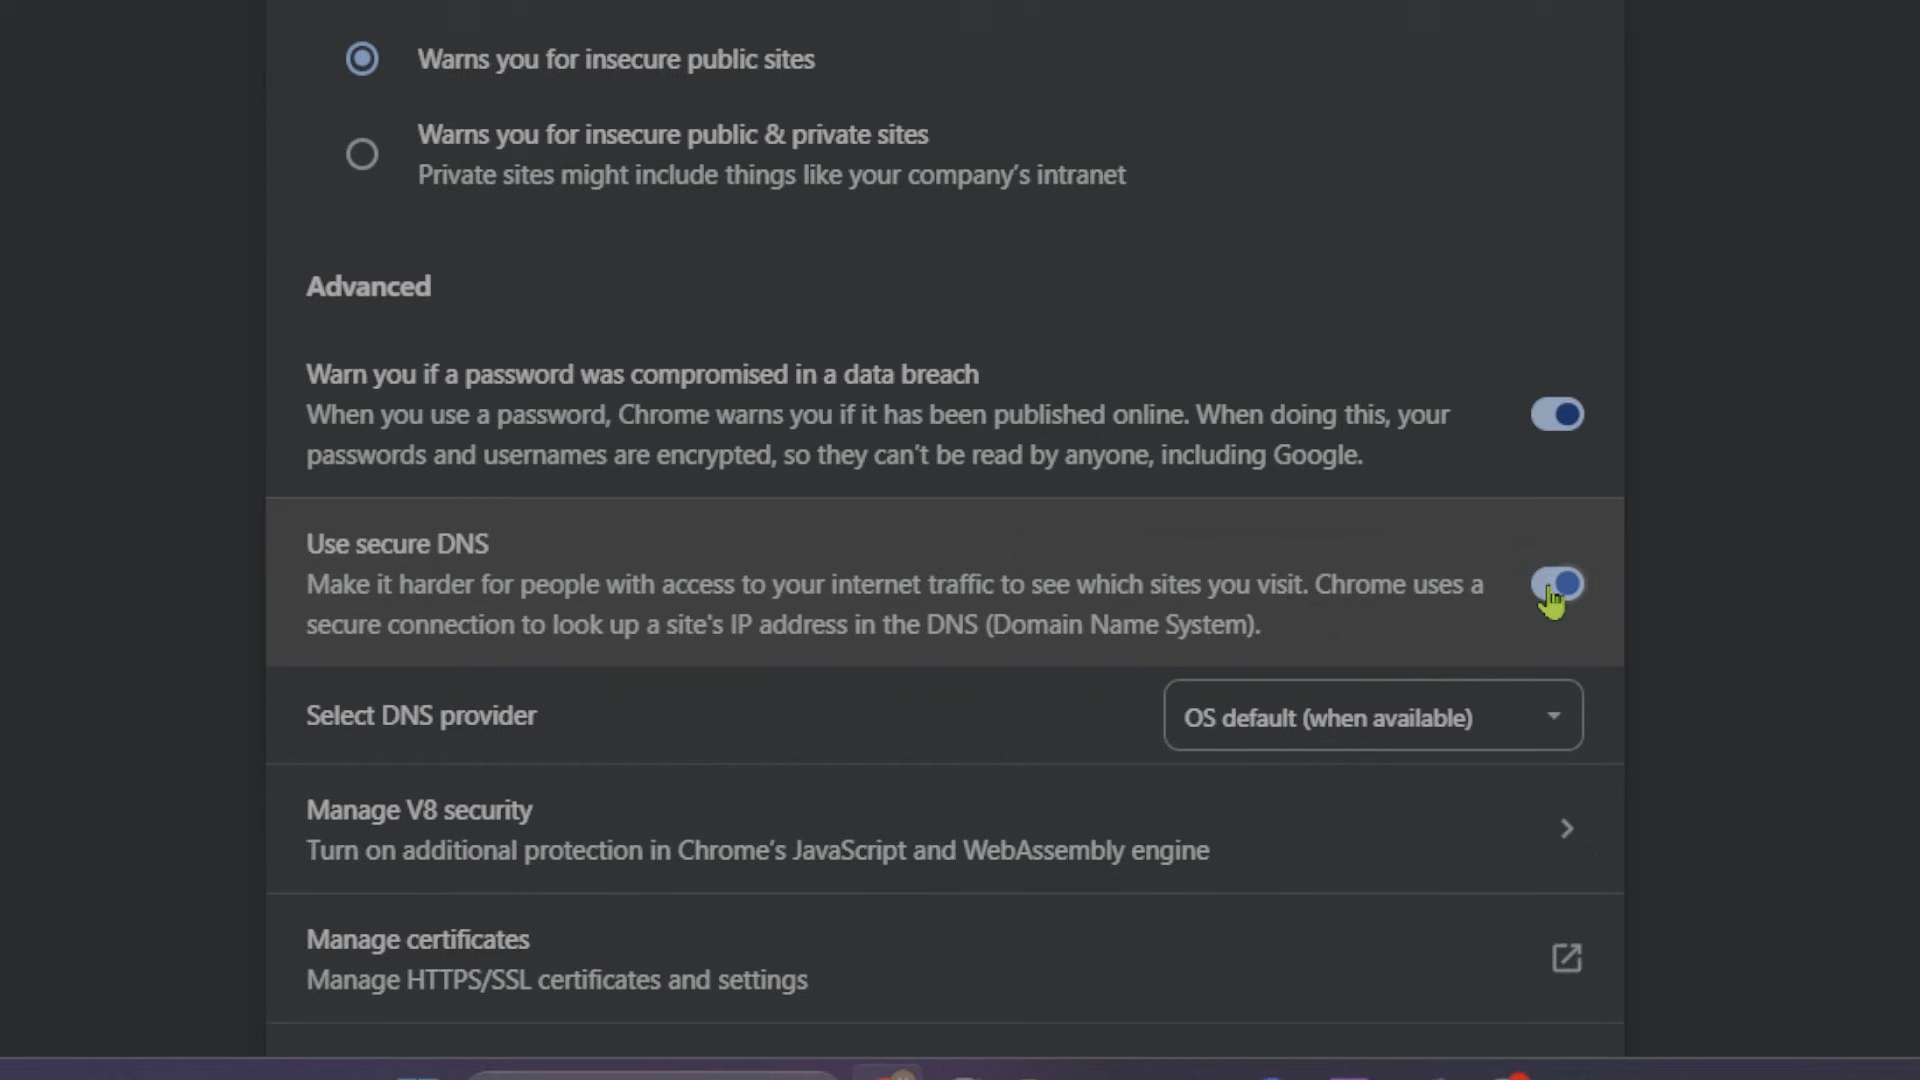 Warns you for insecure public sites
Warns you for insecure public & private sites
Private sites might include things like your company's intranet
Advanced
Warn you if a password was compromised in a data breach
When you use a password, Chrome warns you if it has been published online. When doing this, your
passwords and usernames are encrypted, so they can't be read by anyone, including Google.
Use secure DNS
Make it harder for people with access to your internet traffic to see which sites you visit. Chrome uses a
secure connection to look up a site's IP address in the DNS (Domain Name System).
Select DNS provider
OS default (when available)
Manage V8 security
Turn on additional protection in Chrome's JavaScript and WebAssembly engine
Manage certificates
Manage HTTPS/SSL certificates and settings